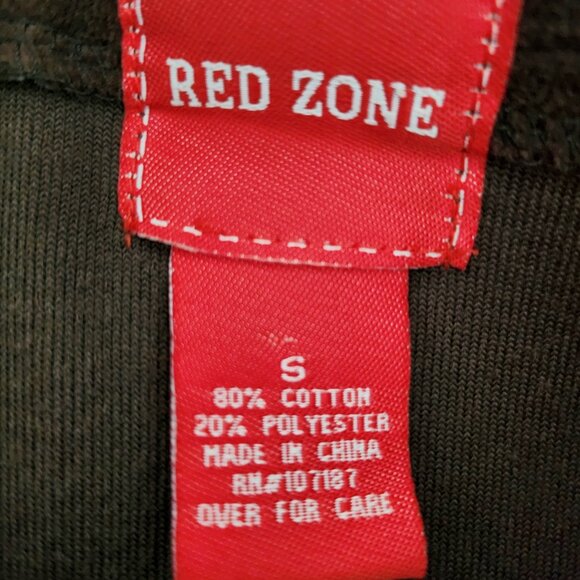 RED ZONE
S
80% COTTON
20% POLYESTER
MADE IN CHINA
RN#107187
OVER FOR CARE